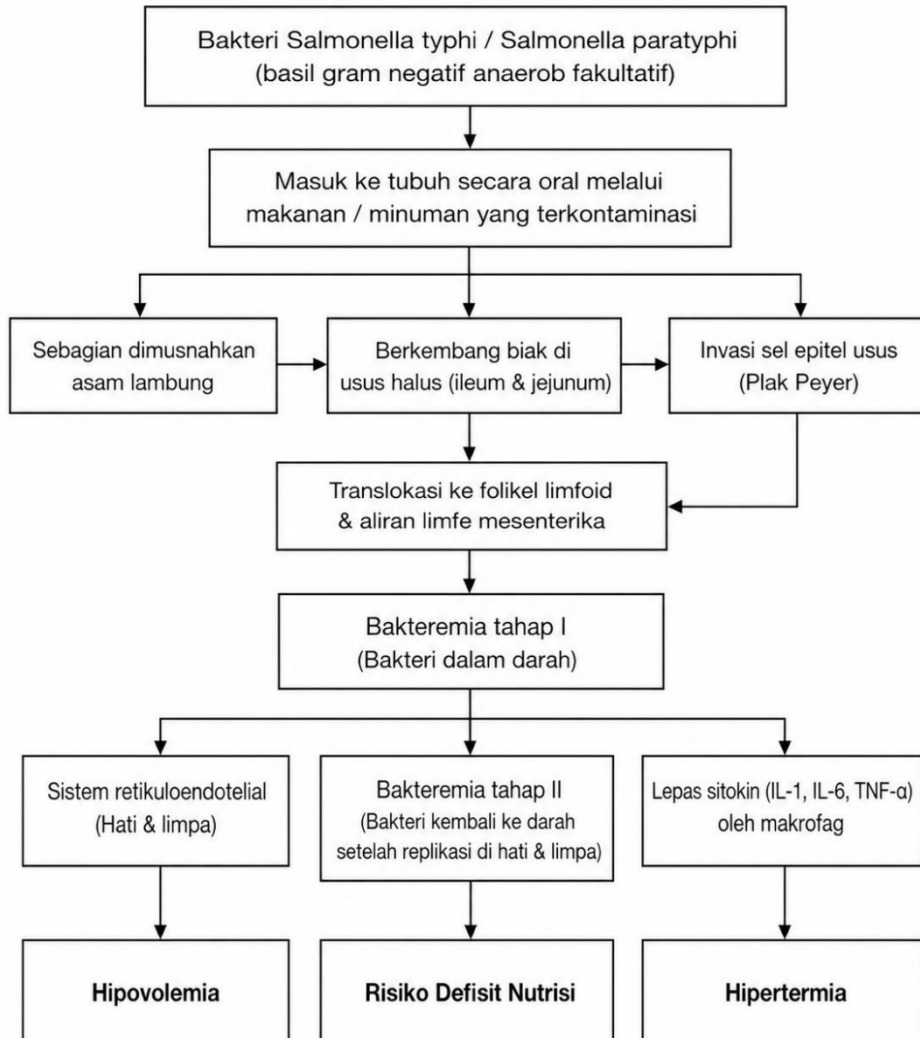 Bakteri Salmonella typhi / Salmonella paratyphi
(basil gram negatif anaerob fakultatif)
Masuk ke tubuh secara oral melalui
makanan / minuman yang terkontaminasi
Sebagian dimusnahkan
asam lambung
Berkembang biak di
usus halus (ileum & jejunum)
Invasi sel epitel usus
(Plak Peyer)
Translokasi ke folikel limfoid
& aliran limfe mesenterika
Bakteremia tahap I
(Bakteri dalam darah)
Sistem retikuloendotelial
(Hati & limpa)
Bakteremia tahap II
(Bakteri kembali ke darah
setelah replikasi di hati & limpa)
Lepas sitokin (IL-1, IL-6, TNF-α)
oleh makrofag
Hipovolemia
Risiko Defisit Nutrisi
Hipertermia